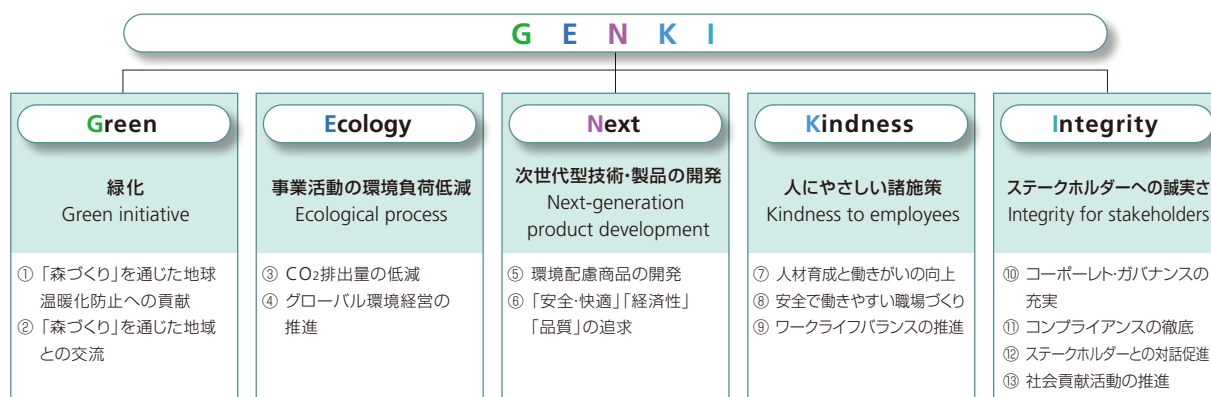 G E N K I
Green
緑化
Green initiative
① 「森づくり」を通じた地球
温暖化防止への貢献
② 「森づくり」を通じた地域
との交流
Ecology
事業活動の環境負荷低減
Ecological process
③ CO₂排出量の低減
④ グローバル環境経営の
推進
Next
次世代型技術・製品の開発
Next-generation
product development
⑤ 環境配慮商品の開発
⑥ 「安全・快適」「経済性」
「品質」の追求
Kindness
人にやさしい諸施策
Kindness to employees
⑦ 人材育成と働きがいの向上
⑧ 安全で働きやすい職場づくり
⑨ ワークライフバランスの推進
Integrity
ステークホルダーへの誠実さ
Integrity for stakeholders
⑩ コーポーレト・ガバナンスの
充実
⑪ コンプライアンスの徹底
⑫ ステークホルダーとの対話促進
⑬ 社会貢献活動の推進